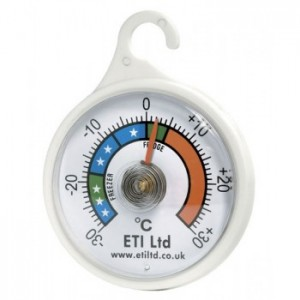 -30
-20
-10
0
+10
+20
+30
FREEZER
FRIDGE
°C
ETI Ltd
www.etiltd.co.uk